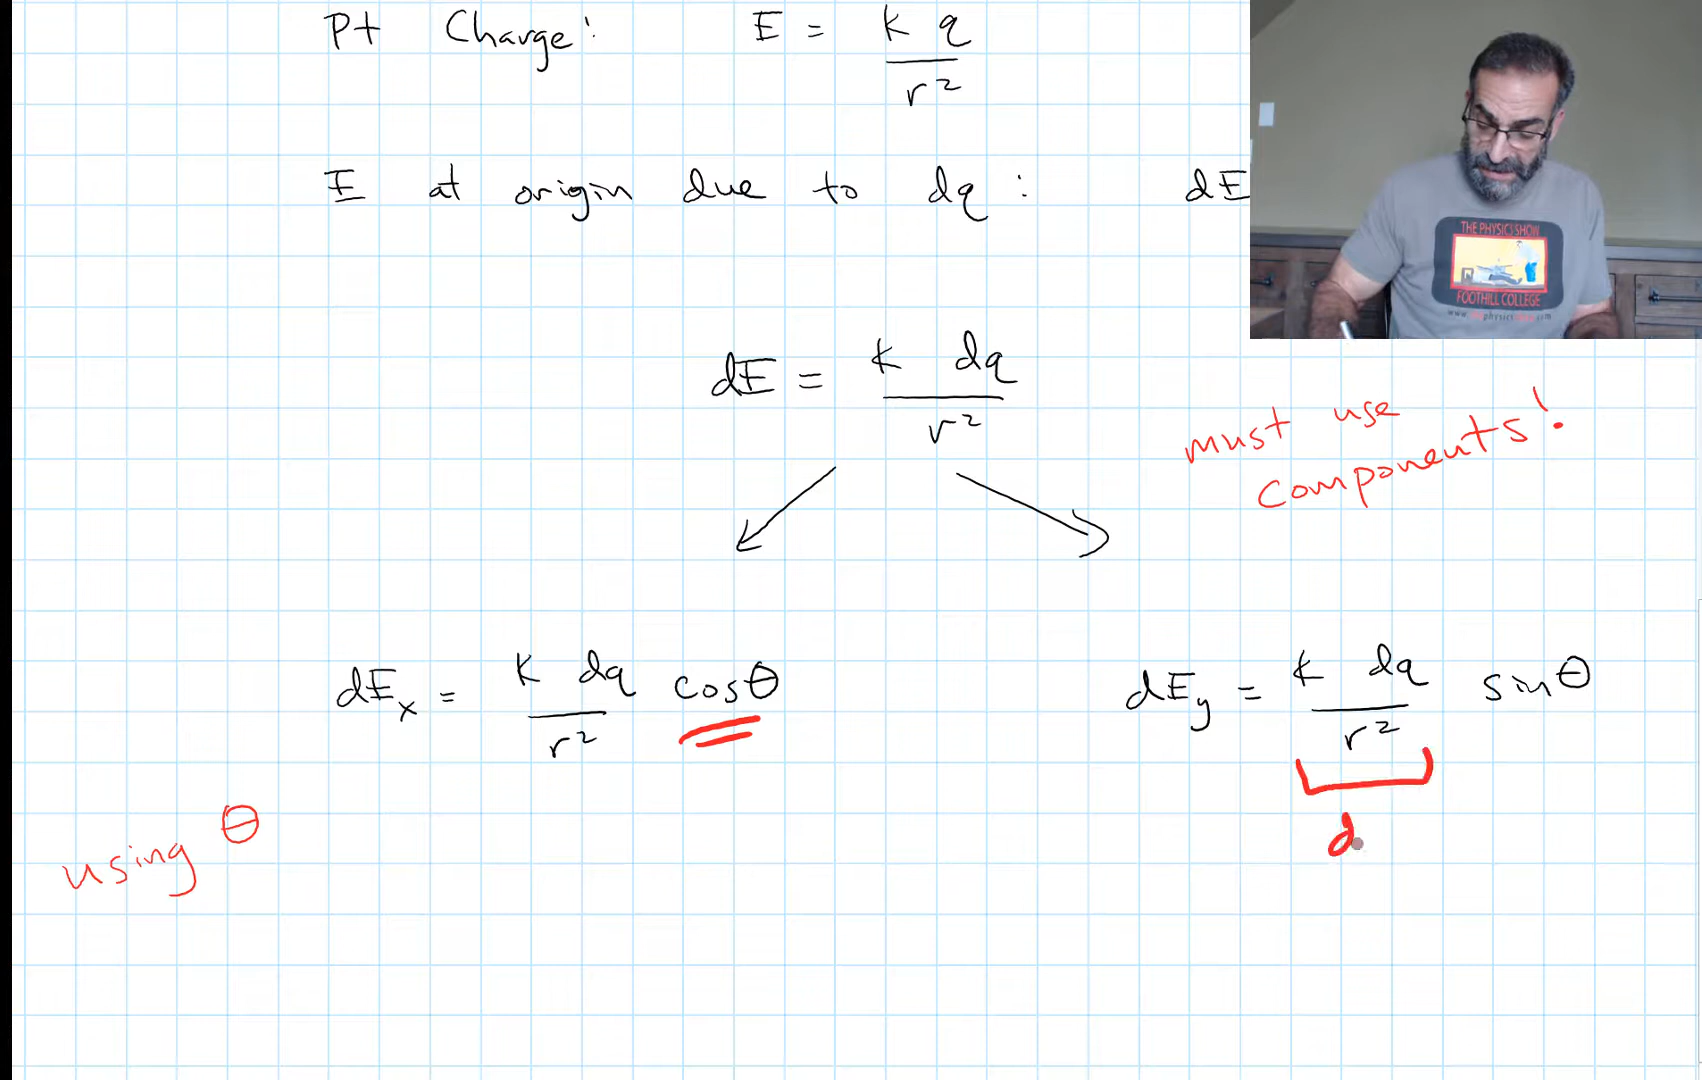 Pt Charge: E = k q / r²
E at origin due to dq: dE
dE = k dq / r²
must use
components!
dEx = k dq / r² cosθ
dEy = k dq / r² sinθ
using θ
d
THE PHYSICS SHOW
FOOTHILL COLLEGE